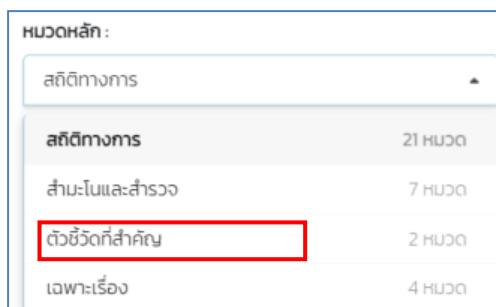 หมวดหลัก :
สถิติทางการ
สถิติทางการ 21 หมวด
สำมะโนและสำรวจ 7 หมวด
ตัวชี้วัดที่สำคัญ 2 หมวด
เฉพาะเรื่อง 4 หมวด